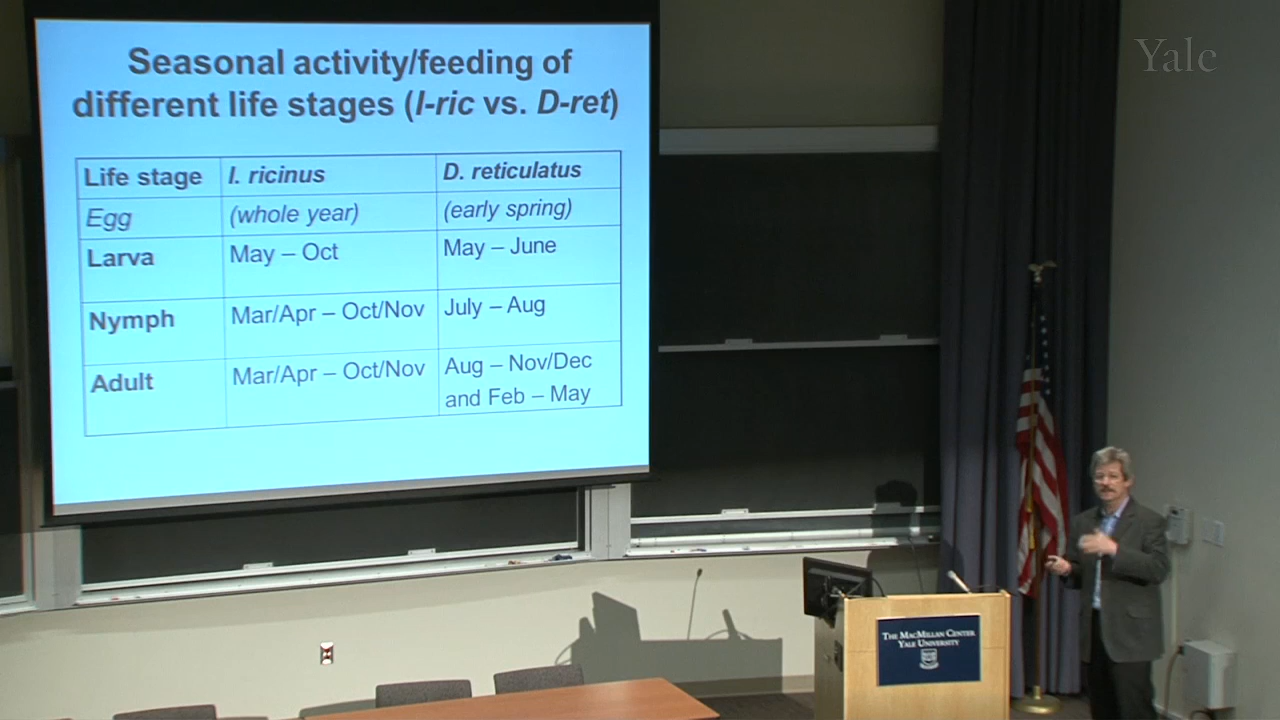 Seasonal activity/feeding of
different life stages (I-ric vs. D-ret)
Life stage I. ricinus D. reticulatus
Egg (whole year) (early spring)
Larva May – Oct May – June
Nymph Mar/Apr – Oct/Nov July – Aug
Adult Mar/Apr – Oct/Nov Aug – Nov/Dec
and Feb – May
Yale
THE MACMILLAN CENTER
YALE UNIVERSITY